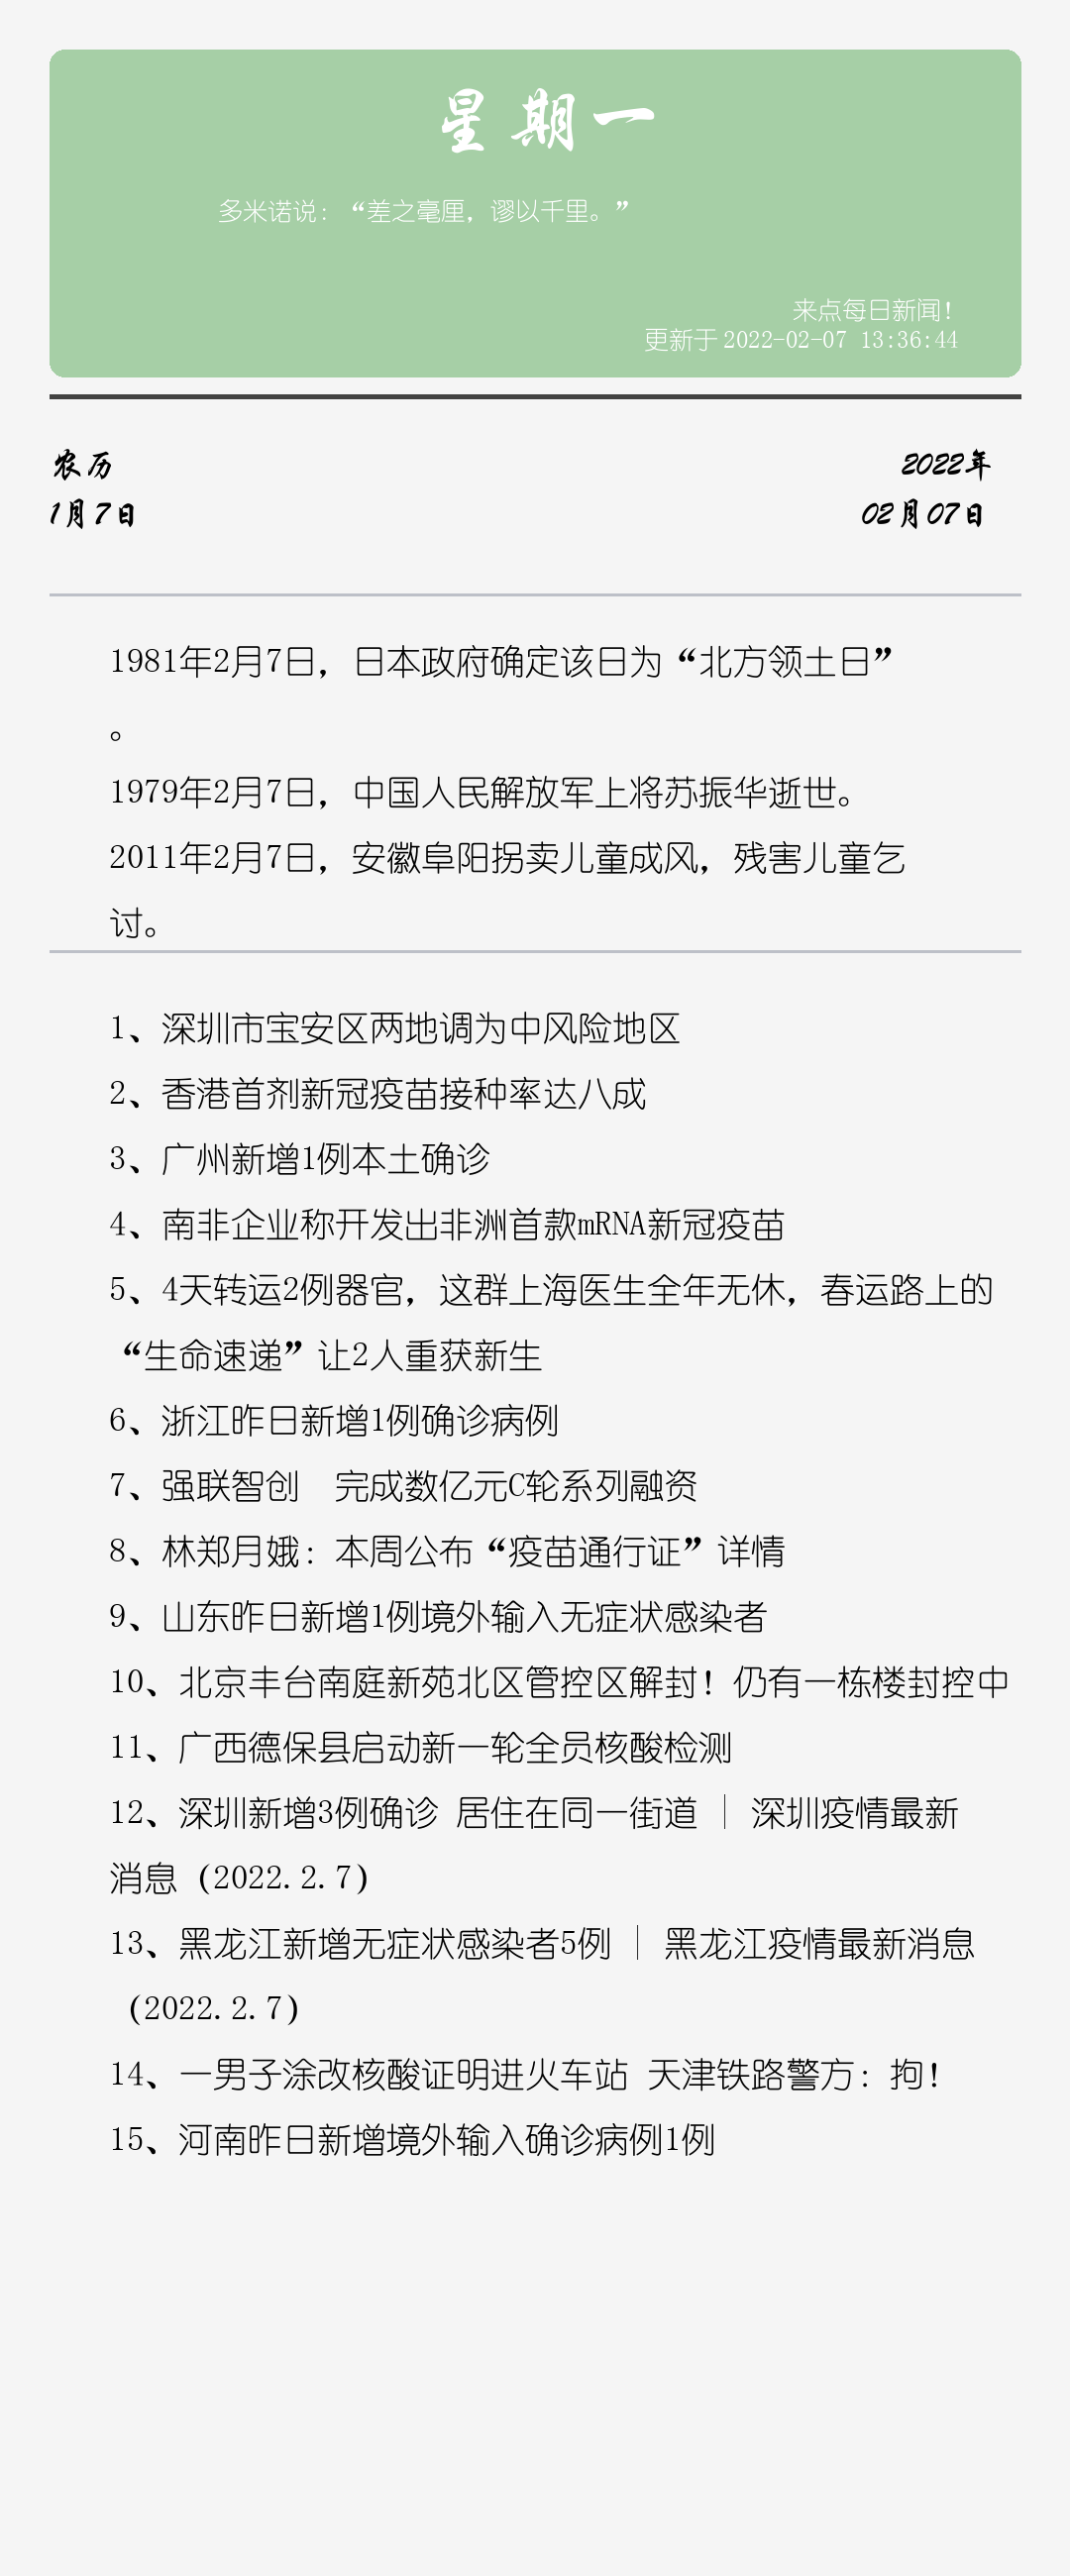 星期一
多米诺说：“差之毫厘，谬以千里。”
来点每日新闻！
更新于2022-02-07 13:36:44
农历
2022年
1月7日
02月07日
1981年2月7日，日本政府确定该日为“北方领土日”
。
1979年2月7日，中国人民解放军上将苏振华逝世。
2011年2月7日，安徽阜阳拐卖儿童成风，残害儿童乞
讨。
1、深圳市宝安区两地调为中风险地区
2、香港首剂新冠疫苗接种率达八成
3、广州新增1例本土确诊
4、南非企业称开发出非洲首款mRNA新冠疫苗
5、4天转运2例器官，这群上海医生全年无休，春运路上的
“生命速递”让2人重获新生
6、浙江昨日新增1例确诊病例
7、强联智创　完成数亿元C轮系列融资
8、林郑月娥：本周公布“疫苗通行证”详情
9、山东昨日新增1例境外输入无症状感染者
10、北京丰台南庭新苑北区管控区解封！仍有一栋楼封控中
11、广西德保县启动新一轮全员核酸检测
12、深圳新增3例确诊 居住在同一街道｜深圳疫情最新
消息（2022.2.7）
13、黑龙江新增无症状感染者5例｜黑龙江疫情最新消息
（2022.2.7）
14、一男子涂改核酸证明进火车站 天津铁路警方：拘！
15、河南昨日新增境外输入确诊病例1例